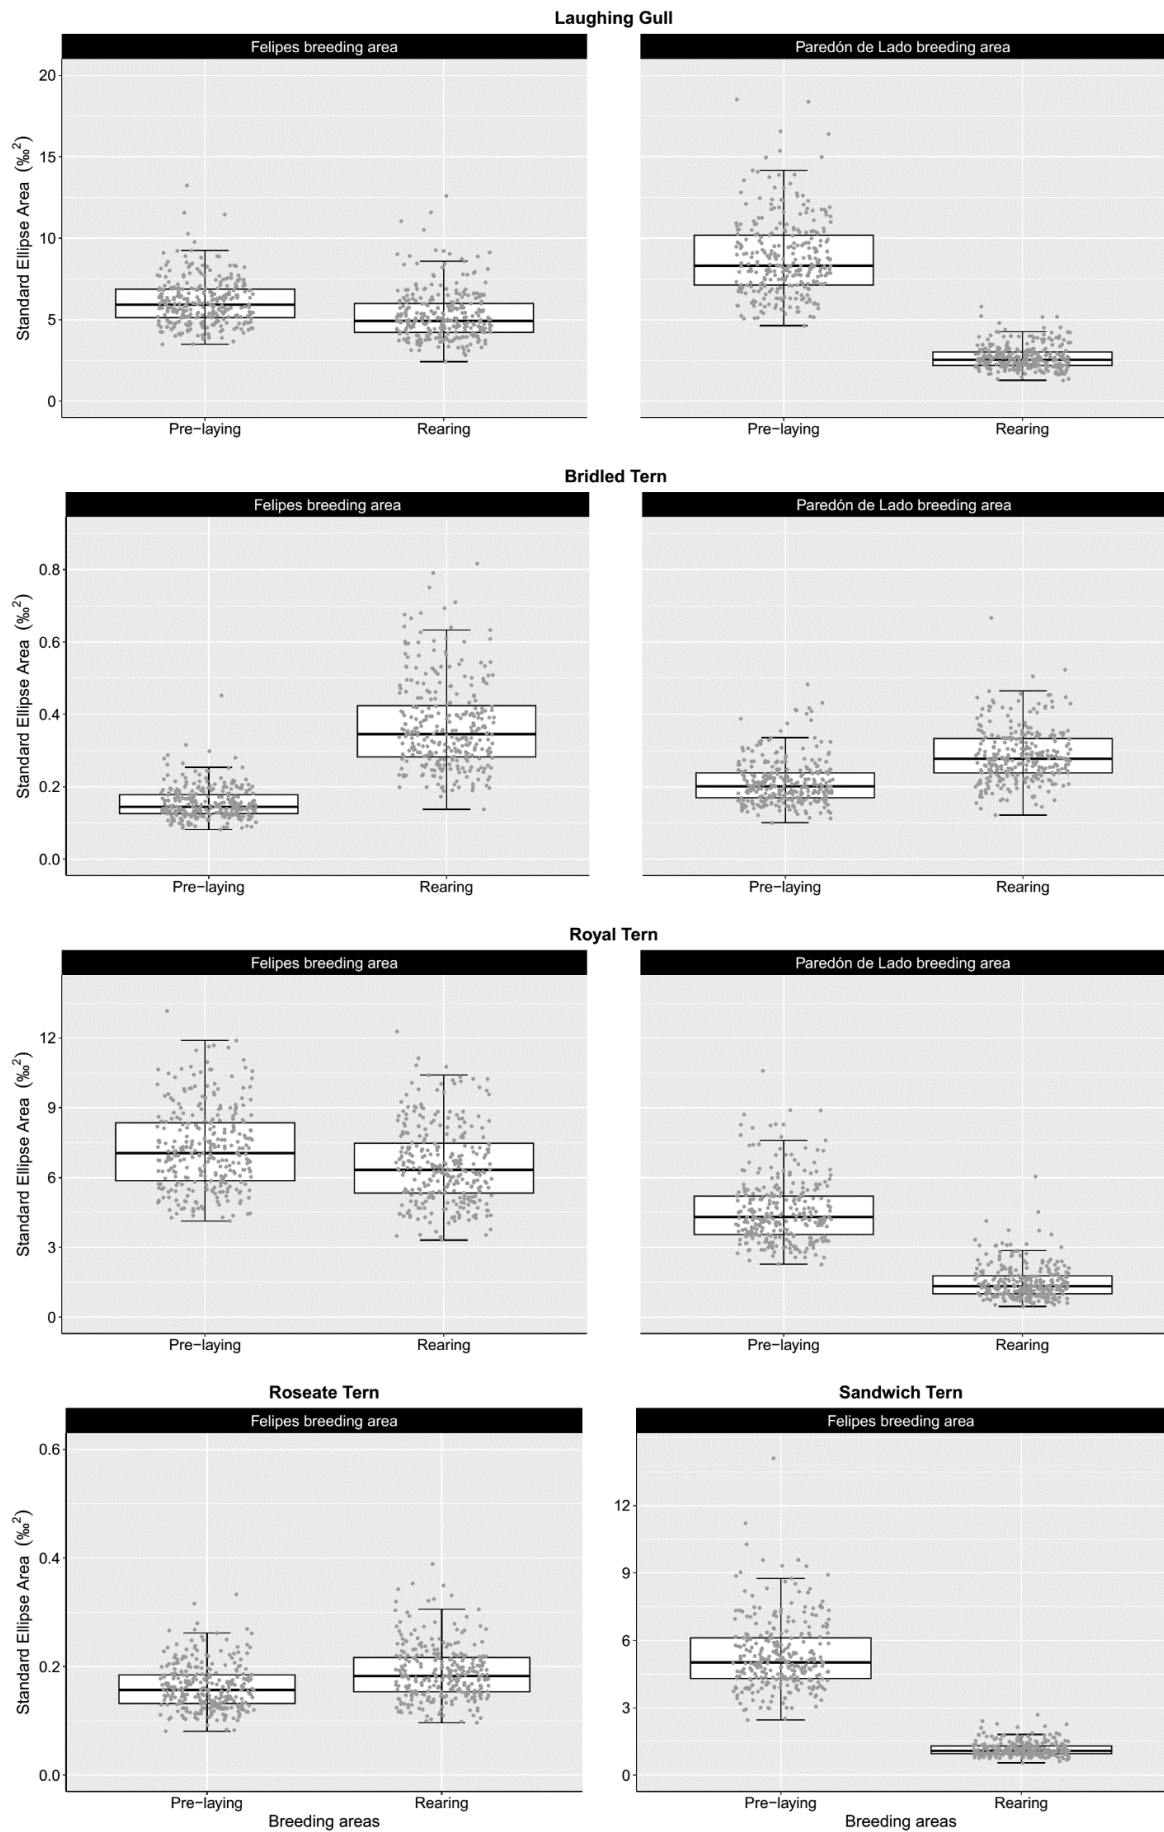 Laughing Gull
Felipes breeding area
Paredón de Lado breeding area
Standard Ellipse Area (‰²)
20
15
10
5
0
Pre−laying
Rearing
Pre−laying
Rearing
Bridled Tern
Felipes breeding area
Paredón de Lado breeding area
Standard Ellipse Area (‰²)
0.8
0.6
0.4
0.2
0.0
Pre−laying
Rearing
Pre−laying
Rearing
Royal Tern
Felipes breeding area
Paredón de Lado breeding area
Standard Ellipse Area (‰²)
12
9
6
3
0
Pre−laying
Rearing
Pre−laying
Rearing
Roseate Tern
Felipes breeding area
Standard Ellipse Area (‰²)
0.6
0.4
0.2
0.0
Pre−laying
Rearing
Breeding areas
Sandwich Tern
Felipes breeding area
12
9
6
3
0
Pre−laying
Rearing
Breeding areas